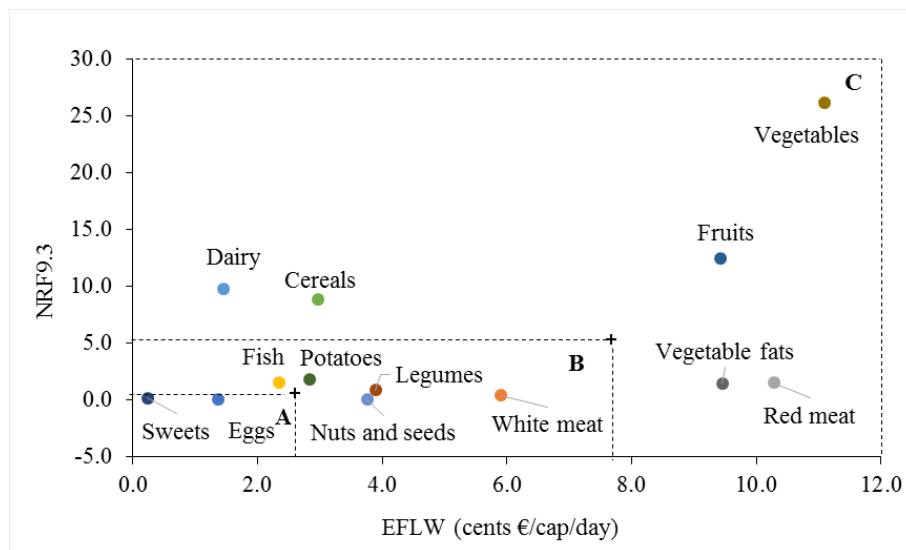 30.0
C
25.0
Vegetables
20.0
NRF9.3
15.0
Fruits
Dairy
10.0
Cereals
5.0
Fish
Potatoes
B
Vegetable fats
Legumes
0.0
A
Sweets
Eggs
Nuts and seeds
White meat
Red meat
-5.0
0.0 2.0 4.0 6.0 8.0 10.0 12.0
EFLW (cents €/cap/day)